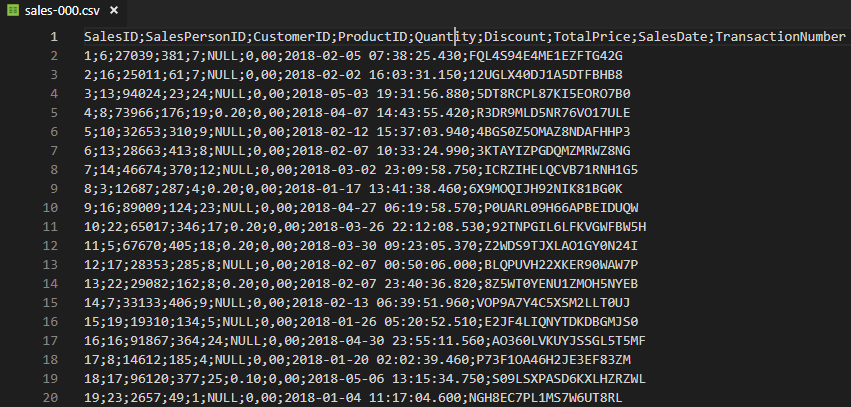 sales-000.csv
1 SalesID;SalesPersonID;CustomerID;ProductID;Quantity;Discount;TotalPrice;SalesDate;TransactionNumber
2 1;6;27039;381;7;NULL;0,00;2018-02-05 07:38:25.430;FQL4S94E4ME1EZFTG42G
3 2;16;25011;61;7;NULL;0,00;2018-02-02 16:03:31.150;12UGLX40DJ1A5DTFBHB8
4 3;13;94024;23;24;NULL;0,00;2018-05-03 19:31:56.880;5DT8RCPL87KI5EORO7B0
5 4;8;73966;176;19;0.20;0,00;2018-04-07 14:43:55.420;R3DR9MLD5NR76VO17ULE
6 5;10;32653;310;9;NULL;0,00;2018-02-12 15:37:03.940;4BGS0Z5OMAZ8NDAFHHP3
7 6;13;28663;413;8;NULL;0,00;2018-02-07 10:33:24.990;3KTAYIZPGDQMZMRWZ8NG
8 7;14;46674;370;12;NULL;0,00;2018-03-02 23:09:58.750;ICRZIHELQCVB71RNH1G5
9 8;3;12687;287;4;0.20;0,00;2018-01-17 13:41:38.460;6X9MOQIJH92NIK81BG0K
10 9;16;89009;124;23;NULL;0,00;2018-04-27 06:19:58.570;P0UARL09H66APBEIDUQW
11 10;22;65017;346;17;0.20;0,00;2018-03-26 22:12:08.530;92TNPGIL6LFKVGWFBW5H
12 11;5;67670;405;18;0.20;0,00;2018-03-30 09:23:05.370;Z2WDS9TJXLAO1GY0N24I
13 12;17;28353;285;8;NULL;0,00;2018-02-07 00:50:06.000;BLQPUVH22XKER90WAW7P
14 13;22;29082;162;8;0.20;0,00;2018-02-07 23:40:36.820;8Z5WT0YENU1ZMOH5NYEB
15 14;7;33133;406;9;NULL;0,00;2018-02-13 06:39:51.960;VOP9A7Y4C5XSM2LLT0UJ
16 15;19;19310;134;5;NULL;0,00;2018-01-26 05:20:52.510;E2JF4LIQNYTDKDBGMJS0
17 16;16;91867;364;24;NULL;0,00;2018-04-30 23:55:11.560;AO360LVKUYJSSGL5T5MF
18 17;8;14612;185;4;NULL;0,00;2018-01-20 02:02:39.460;P73F1OA46H2JE3EF83ZM
19 18;17;96120;377;25;0.10;0,00;2018-05-06 13:15:34.750;S09LSXPASD6KXLHZRZWL
20 19;23;2657;49;1;NULL;0,00;2018-01-04 11:17:04.600;NGH8EC7PL1MS7W6UT8RL